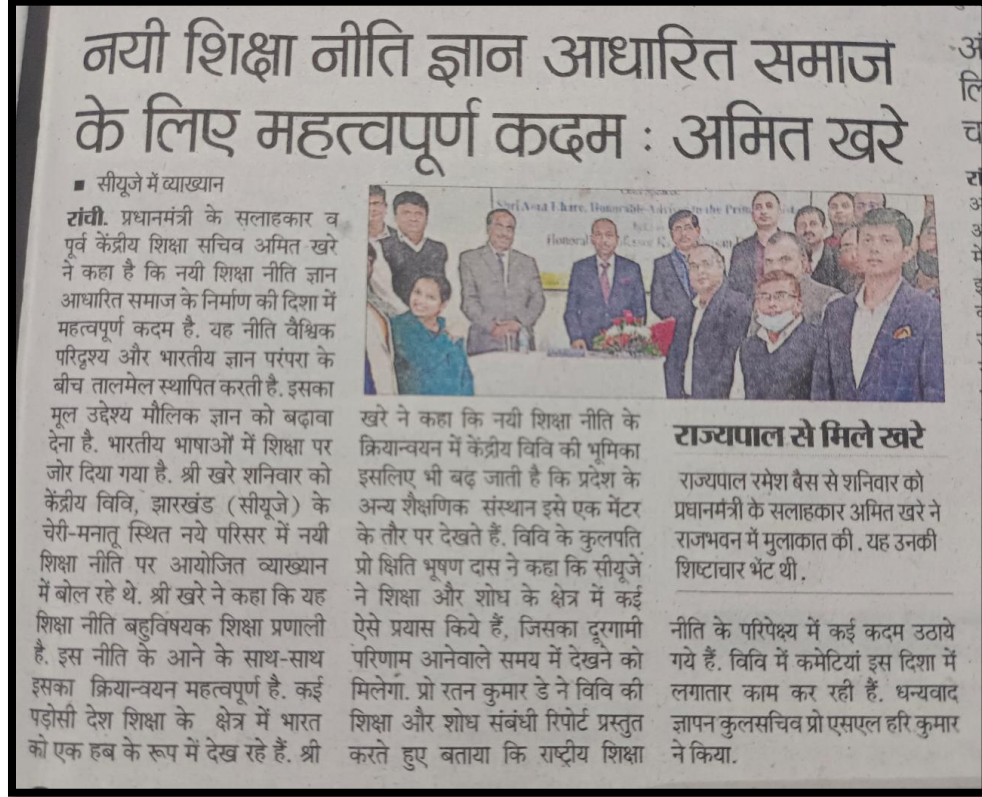 नयी शिक्षा नीति ज्ञान आधारित समाज
के लिए महत्वपूर्ण कदम : अमित खरे
▪ सीयूजे में व्याख्यान
रांची. प्रधानमंत्री के सलाहकार व
पूर्व केंद्रीय शिक्षा सचिव अमित खरे
ने कहा है कि नयी शिक्षा नीति ज्ञान
आधारित समाज के निर्माण की दिशा में
महत्वपूर्ण कदम है. यह नीति वैश्विक
परिदृश्य और भारतीय ज्ञान परंपरा के
बीच तालमेल स्थापित करती है. इसका
मूल उद्देश्य मौलिक ज्ञान को बढ़ावा
देना है. भारतीय भाषाओं में शिक्षा पर
जोर दिया गया है. श्री खरे शनिवार को
केंद्रीय विवि, झारखंड (सीयूजे) के
चेरी-मनातू स्थित नये परिसर में नयी
शिक्षा नीति पर आयोजित व्याख्यान
में बोल रहे थे. श्री खरे ने कहा कि यह
शिक्षा नीति बहुविषयक शिक्षा प्रणाली
है. इस नीति के आने के साथ-साथ
इसका क्रियान्वयन महत्वपूर्ण है. कई
पड़ोसी देश शिक्षा के क्षेत्र में भारत
को एक हब के रूप में देख रहे हैं. श्री
खरे ने कहा कि नयी शिक्षा नीति के
क्रियान्वयन में केंद्रीय विवि की भूमिका
इसलिए भी बढ़ जाती है कि प्रदेश के
अन्य शैक्षणिक संस्थान इसे एक मेंटर
के तौर पर देखते हैं. विवि के कुलपति
प्रो क्षिति भूषण दास ने कहा कि सीयूजे
ने शिक्षा और शोध के क्षेत्र में कई
ऐसे प्रयास किये हैं, जिसका दूरगामी
परिणाम आनेवाले समय में देखने को
मिलेगा. प्रो रतन कुमार डे ने विवि की
शिक्षा और शोध संबंधी रिपोर्ट प्रस्तुत
करते हुए बताया कि राष्ट्रीय शिक्षा
नीति के परिपेक्ष्य में कई कदम उठाये
गये हैं. विवि में कमेटियां इस दिशा में
लगातार काम कर रही हैं. धन्यवाद
ज्ञापन कुलसचिव प्रो एसएल हरि कुमार
ने किया.
राज्यपाल से मिले खरे
राज्यपाल रमेश बैस से शनिवार को
प्रधानमंत्री के सलाहकार अमित खरे ने
राजभवन में मुलाकात की. यह उनकी
शिष्टाचार भेंट थी.